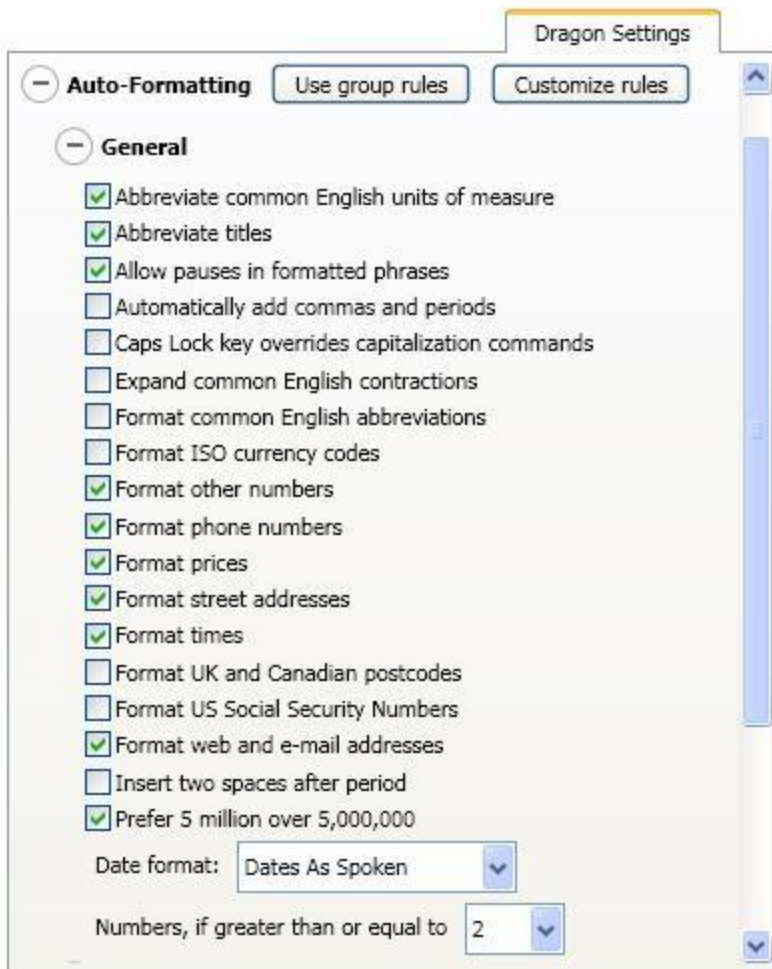 Dragon Settings
Auto-Formatting Use group rules Customize rules
General
Abbreviate common English units of measure
Abbreviate titles
Allow pauses in formatted phrases
Automatically add commas and periods
Caps Lock key overrides capitalization commands
Expand common English contractions
Format common English abbreviations
Format ISO currency codes
Format other numbers
Format phone numbers
Format prices
Format street addresses
Format times
Format UK and Canadian postcodes
Format US Social Security Numbers
Format web and e-mail addresses
Insert two spaces after period
Prefer 5 million over 5,000,000
Date format: Dates As Spoken
Numbers, if greater than or equal to 2